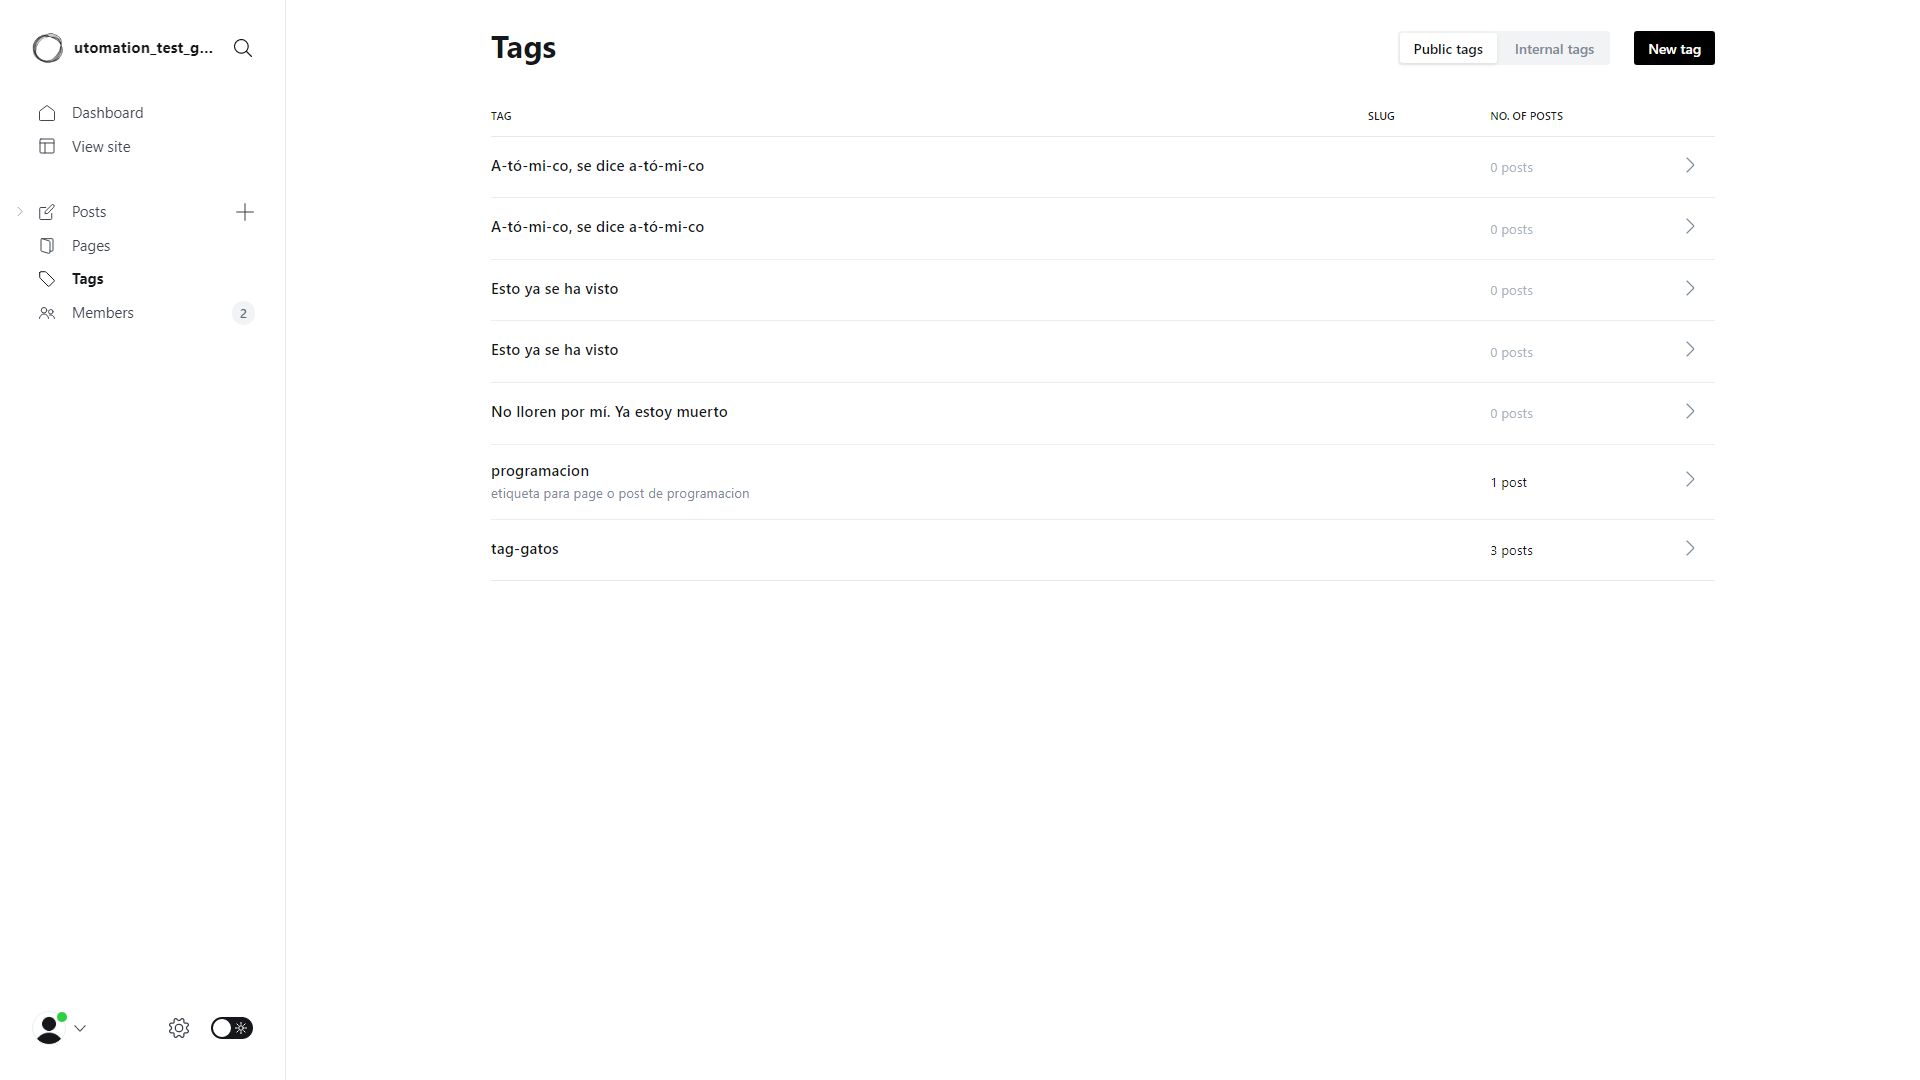 utomation_test_g...
Dashboard
View site
Posts
Pages
Tags
Members 2
Tags
Public tags Internal tags New tag
TAG SLUG NO. OF POSTS
A-tó-mi-co, se dice a-tó-mi-co 0 posts
A-tó-mi-co, se dice a-tó-mi-co 0 posts
Esto ya se ha visto 0 posts
Esto ya se ha visto 0 posts
No lloren por mí. Ya estoy muerto 0 posts
programacion
etiqueta para page o post de programacion
1 post
tag-gatos 3 posts